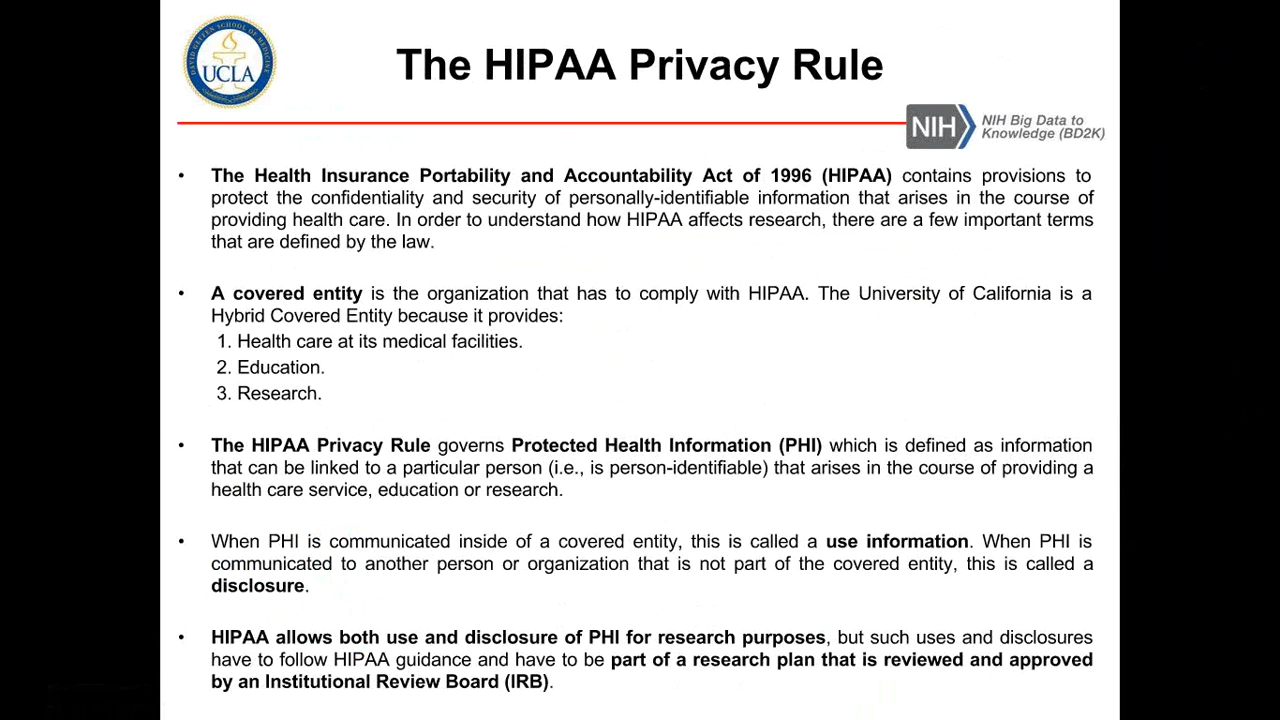 The HIPAA Privacy Rule
UCLA
NIH
NIH Big Data to
Knowledge (BD2K)
• The Health Insurance Portability and Accountability Act of 1996 (HIPAA) contains provisions to
protect the confidentiality and security of personally-identifiable information that arises in the course of
providing health care. In order to understand how HIPAA affects research, there are a few important terms
that are defined by the law.
• A covered entity is the organization that has to comply with HIPAA. The University of California is a
Hybrid Covered Entity because it provides:
1. Health care at its medical facilities.
2. Education.
3. Research.
• The HIPAA Privacy Rule governs Protected Health Information (PHI) which is defined as information
that can be linked to a particular person (i.e., is person-identifiable) that arises in the course of providing a
health care service, education or research.
• When PHI is communicated inside of a covered entity, this is called a use information. When PHI is
communicated to another person or organization that is not part of the covered entity, this is called a
disclosure.
• HIPAA allows both use and disclosure of PHI for research purposes, but such uses and disclosures
have to follow HIPAA guidance and have to be part of a research plan that is reviewed and approved
by an Institutional Review Board (IRB).